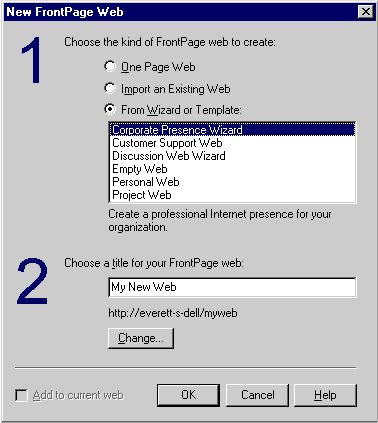 New FrontPage Web
1
Choose the kind of FrontPage web to create:
One Page Web
Import an Existing Web
From Wizard or Template:
Corporate Presence Wizard
Customer Support Web
Discussion Web Wizard
Empty Web
Personal Web
Project Web
Create a professional Internet presence for your
organization.
2
Choose a title for your FrontPage web:
My New Web
http://everett-s-dell/myweb
Change...
Add to current web
OK
Cancel
Help